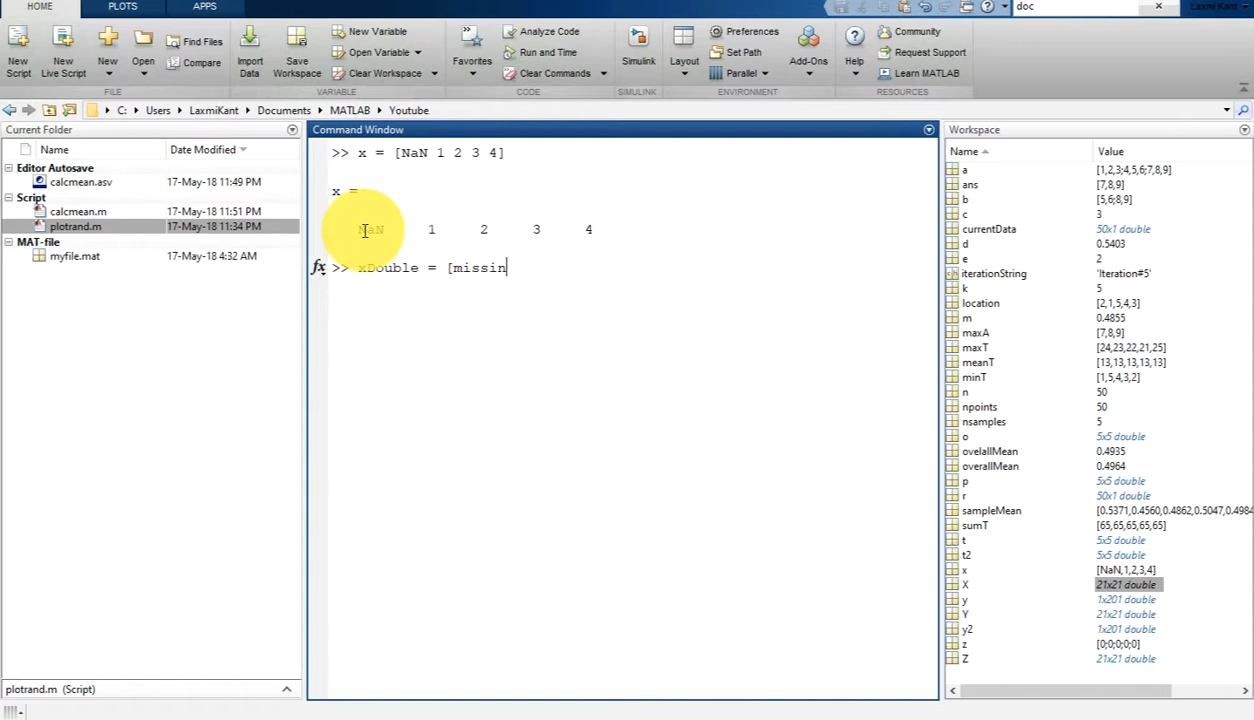 HOME PLOTS APPS doc Laxmi Kant
New Script
New Live Script
New
Open
Find Files
Compare
Import Data
Save Workspace
New Variable
Open Variable
Clear Workspace
Favorites
Analyze Code
Run and Time
Clear Commands
Simulink
Layout
Preferences
Set Path
Parallel
Add-Ons
Help
Community
Request Support
Learn MATLAB
FILE VARIABLE CODE SIMULINK ENVIRONMENT RESOURCES
C: Users LaxmiKant Documents MATLAB Youtube
Current Folder
Name Date Modified
Editor Autosave
calcmean.asv 17-May-18 11:49 PM
Script
calcmean.m 17-May-18 11:51 PM
plotrand.m 17-May-18 11:34 PM
MAT-file
myfile.mat 17-May-18 4:32 AM
plotrand.m (Script)
Command Window
>> x = [NaN 1 2 3 4]
x =
NaN 1 2 3 4
fx >> xDouble = [missin
Workspace
Name Value
a [1,2,3;4,5,6;7,8,9]
ans [7,8,9]
b [5,6;8,9]
c 3
currentData 50x1 double
d 0.5403
e 2
iterationString 'Iteration#5'
k 5
location [2,1,5,4,3]
m 0.4855
maxA [7,8,9]
maxT [24,23,22,21,25]
meanT [13,13,13,13,13]
minT [1,5,4,3,2]
n 50
npoints 50
nsamples 5
o 5x5 double
ovelallMean 0.4935
overallMean 0.4964
p 5x5 double
r 50x1 double
sampleMean [0.5371,0.4560,0.4862,0.5047,0.4984
sumT [65,65,65,65,65]
t 5x5 double
t2 5x5 double
x [NaN,1,2,3,4]
X 21x21 double
y 1x201 double
Y 21x21 double
y2 1x201 double
z [0;0;0;0;0]
Z 21x21 double